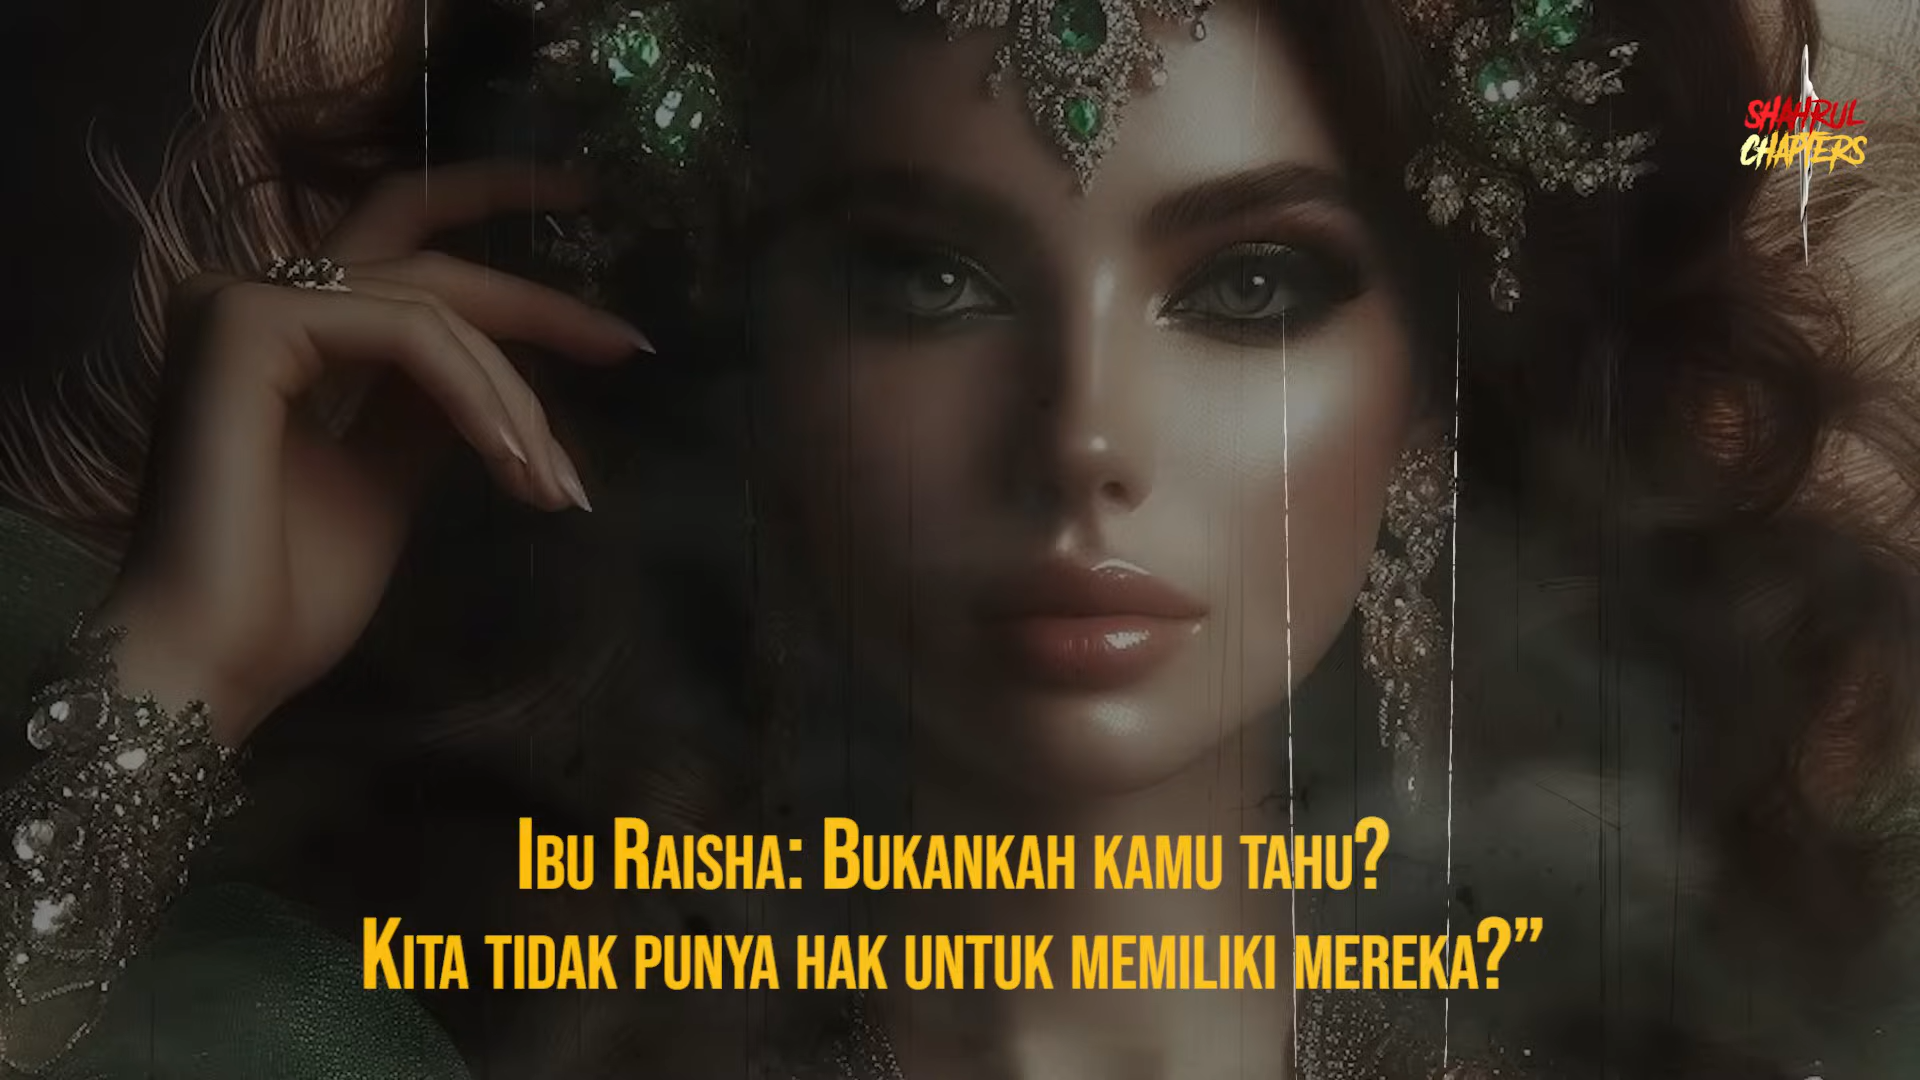 SHAHRUL
CHAPTERS
Ibu Raisha: Bukankah kamu tahu?
Kita tidak punya hak untuk memiliki mereka?”